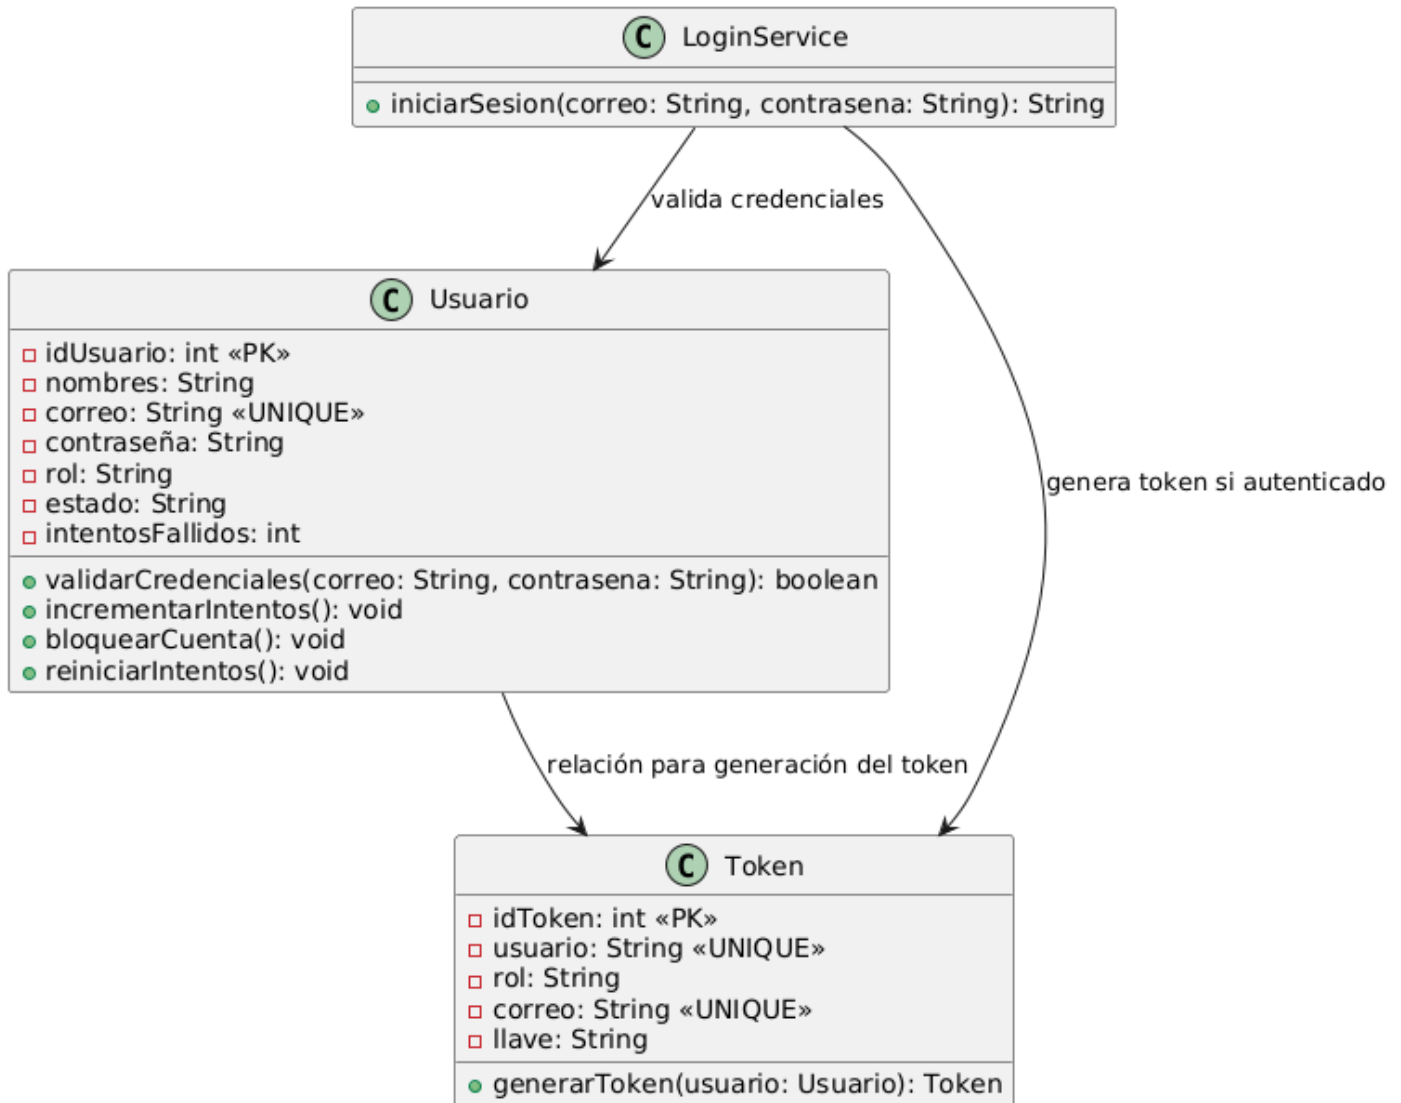 C LoginService
iniciarSesion(correo: String, contrasena: String): String
valida credenciales
C Usuario
idUsuario: int «PK»
nombres: String
correo: String «UNIQUE»
contraseña: String
rol: String
estado: String
intentosFallidos: int
validarCredenciales(correo: String, contrasena: String): boolean
incrementarIntentos(): void
bloquearCuenta(): void
reiniciarIntentos(): void
genera token si autenticado
relación para generación del token
C Token
idToken: int «PK»
usuario: String «UNIQUE»
rol: String
correo: String «UNIQUE»
llave: String
generarToken(usuario: Usuario): Token